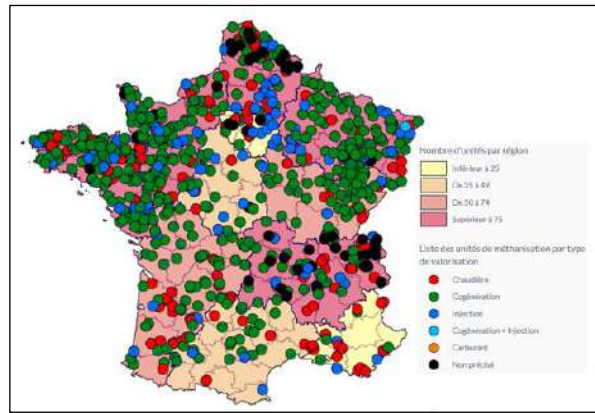 Nombre d'unités par région
Inférieur à 25
De 25 à 49
De 50 à 74
Supérieur à 75
Liste des unités de méthanisation par type
de valorisation
Chaudière
Cogénération
Injection
Cogénération + Injection
Carburant
Non précisé